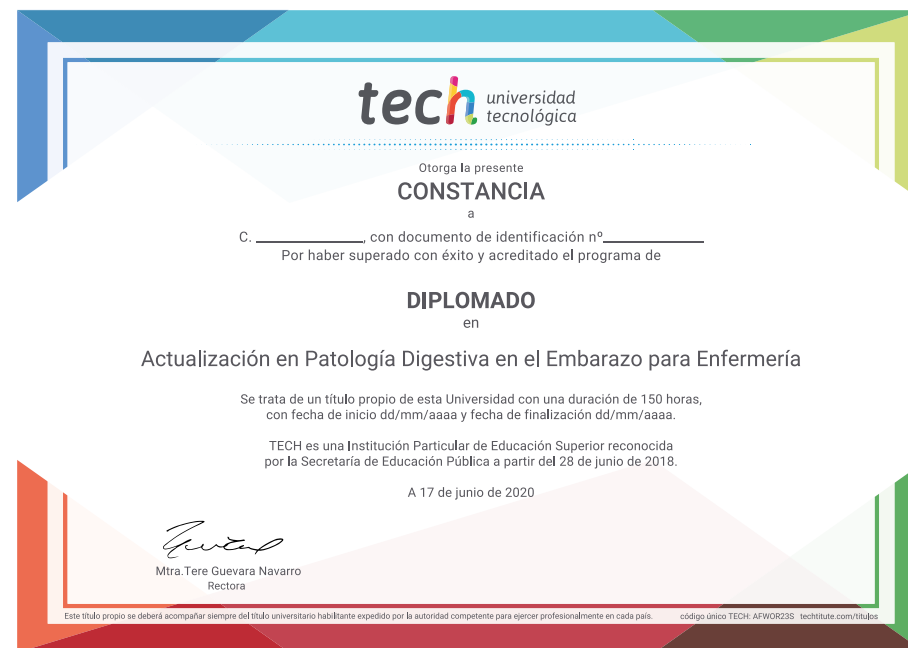 tech universidad
tecnológica
Otorga la presente
CONSTANCIA
a
C. ____________, con documento de identificación nº____________
Por haber superado con éxito y acreditado el programa de
DIPLOMADO
en
Actualización en Patología Digestiva en el Embarazo para Enfermería
Se trata de un título propio de esta Universidad con una duración de 150 horas,
con fecha de inicio dd/mm/aaaa y fecha de finalización dd/mm/aaaa.
TECH es una Institución Particular de Educación Superior reconocida
por la Secretaría de Educación Pública a partir del 28 de junio de 2018.
A 17 de junio de 2020
Mtra.Tere Guevara Navarro
Rectora
Este título propio se deberá acompañar siempre del título universitario habilitante expedido por la autoridad competente para ejercer profesionalmente en cada país. código único TECH: AFWOR23S techtitute.com/titulos